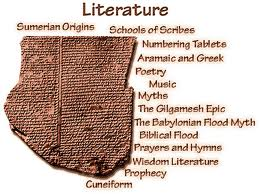 Literature
Sumerian Origins
Schools of Scribes
Numbering Tablets
Aramaic and Greek
Poetry
Music
Myths
The Gilgamesh Epic
The Babylonian Flood Myth
Biblical Flood
Prayers and Hymns
Wisdom Literature
Prophecy
Cuneiform